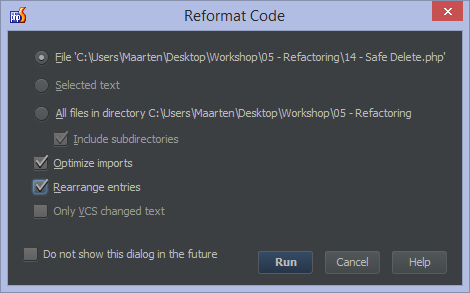 php
Reformat Code
File 'C:\Users\Maarten\Desktop\Workshop\05 - Refactoring\14 - Safe Delete.php'
Selected text
All files in directory C:\Users\Maarten\Desktop\Workshop\05 - Refactoring
Include subdirectories
Optimize imports
Rearrange entries
Only VCS changed text
Do not show this dialog in the future
Run Cancel Help